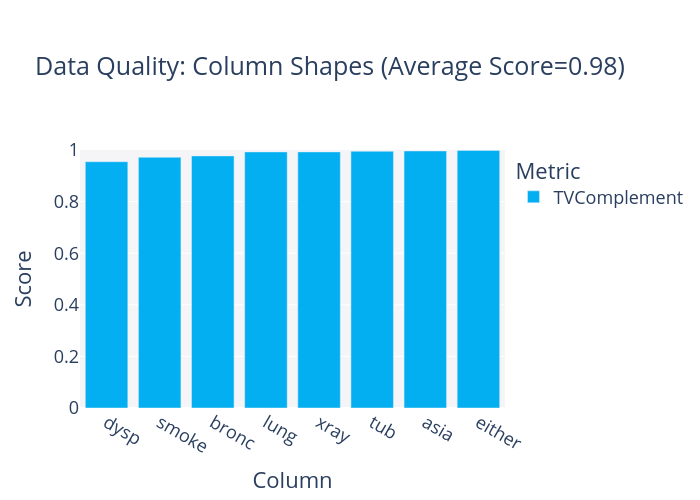 Data Quality: Column Shapes (Average Score=0.98)
1
0.8
0.6
0.4
0.2
0
Score
dysp
smoke
bronc
lung
xray
tub
asia
either
Column
Metric
TVComplement